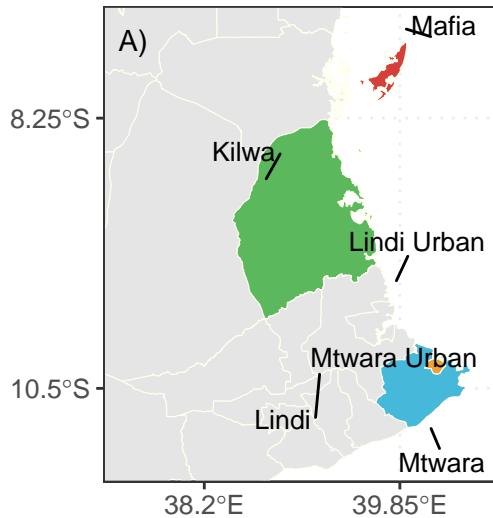 A)
Mafia
8.25°S
Kilwa
Lindi Urban
Mtwara Urban
10.5°S
Lindi
Mtwara
38.2°E
39.85°E